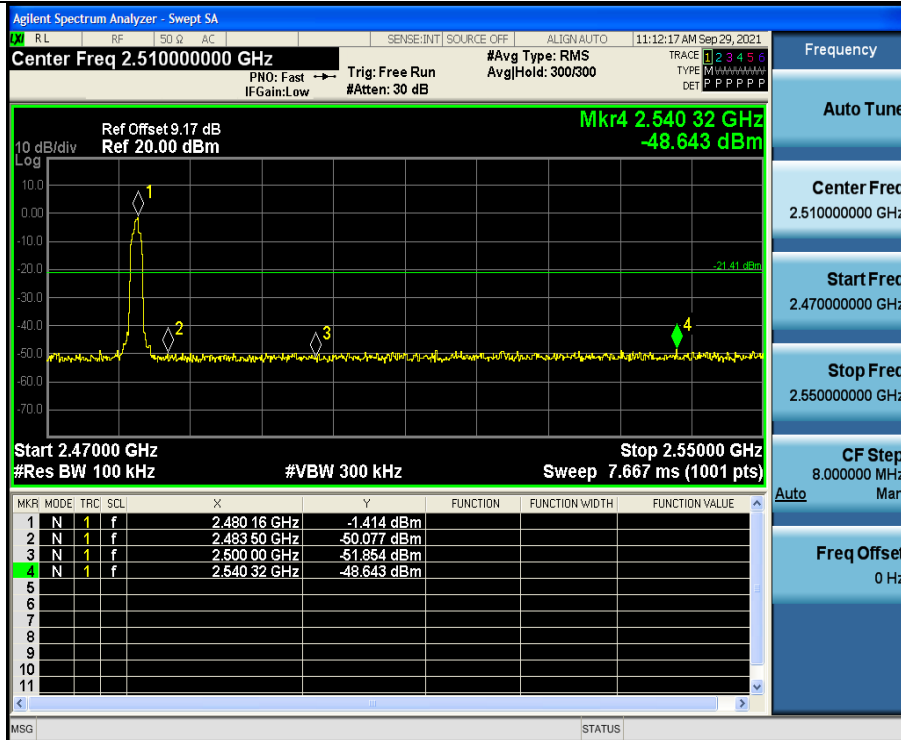 Agilent Spectrum Analyzer - Swept SA
LXI RL RF 50 Ω AC SENSE:INT SOURCE OFF ALIGN AUTO 11:12:17 AM Sep 29, 2021
Center Freq 2.510000000 GHz
PNO: Fast
IFGain:Low
Trig: Free Run
#Atten: 30 dB
#Avg Type: RMS
Avg|Hold: 300/300
TRACE 1 2 3 4 5 6
TYPE M
DET P P P P P P
Mkr4 2.540 32 GHz
-48.643 dBm
Ref Offset 9.17 dB
10 dB/div Ref 20.00 dBm
Log
10.0
0.00
-10.0
-20.0
-30.0
-40.0
-50.0
-60.0
-70.0
1
2
3
4
-21.41 dBm
Start 2.47000 GHz Stop 2.55000 GHz
#Res BW 100 kHz #VBW 300 kHz Sweep 7.667 ms (1001 pts)
MKR MODE TRC SCL X Y FUNCTION FUNCTION WIDTH FUNCTION VALUE
1 N 1 f 2.480 16 GHz -1.414 dBm
2 N 1 f 2.483 50 GHz -50.077 dBm
3 N 1 f 2.500 00 GHz -51.854 dBm
4 N 1 f 2.540 32 GHz -48.643 dBm
5
6
7
8
9
10
11
MSG STATUS
Frequency
Auto Tune
Center Freq
2.510000000 GHz
Start Freq
2.470000000 GHz
Stop Freq
2.550000000 GHz
CF Step
8.000000 MHz
Auto Man
Freq Offset
0 Hz